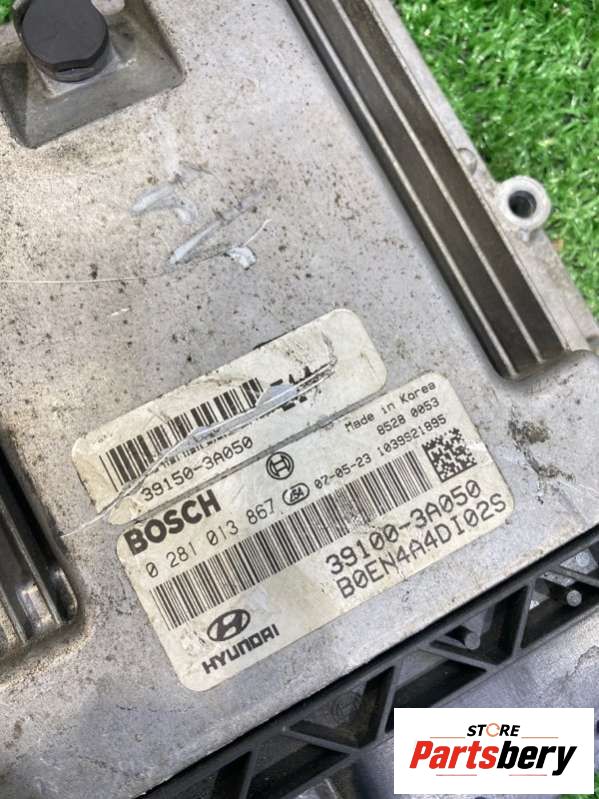 39150-3A050
BOSCH
Made in Korea
8528 0053
0 281 013 867
02-05-23 1039S21895
39100-3A050
B0EN4A4DI02S
HYUNDAI
STORE
Partsbery